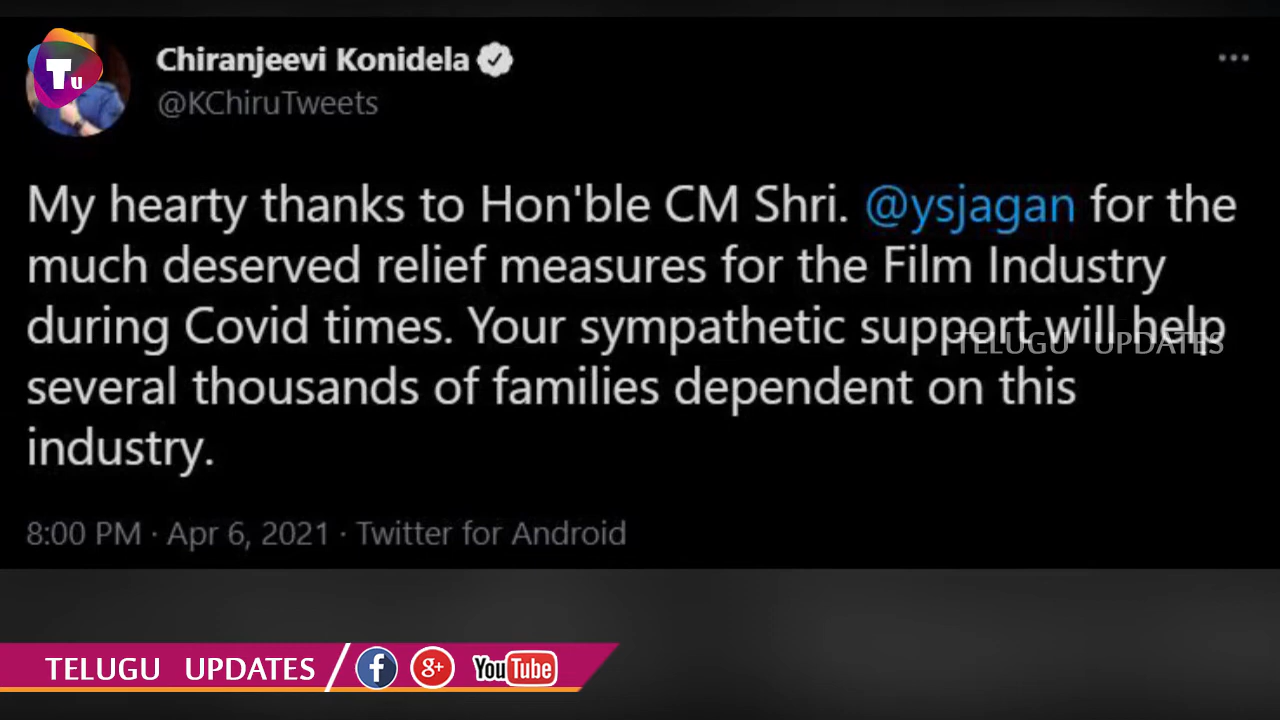 Tu
Chiranjeevi Konidela
@KChiruTweets
My hearty thanks to Hon'ble CM Shri. @ysjagan for the
much deserved relief measures for the Film Industry
during Covid times. Your sympathetic support will help
several thousands of families dependent on this
industry.
TELUGU UPDATES
8:00 PM · Apr 6, 2021 · Twitter for Android
TELUGU UPDATES / f g+ YouTube